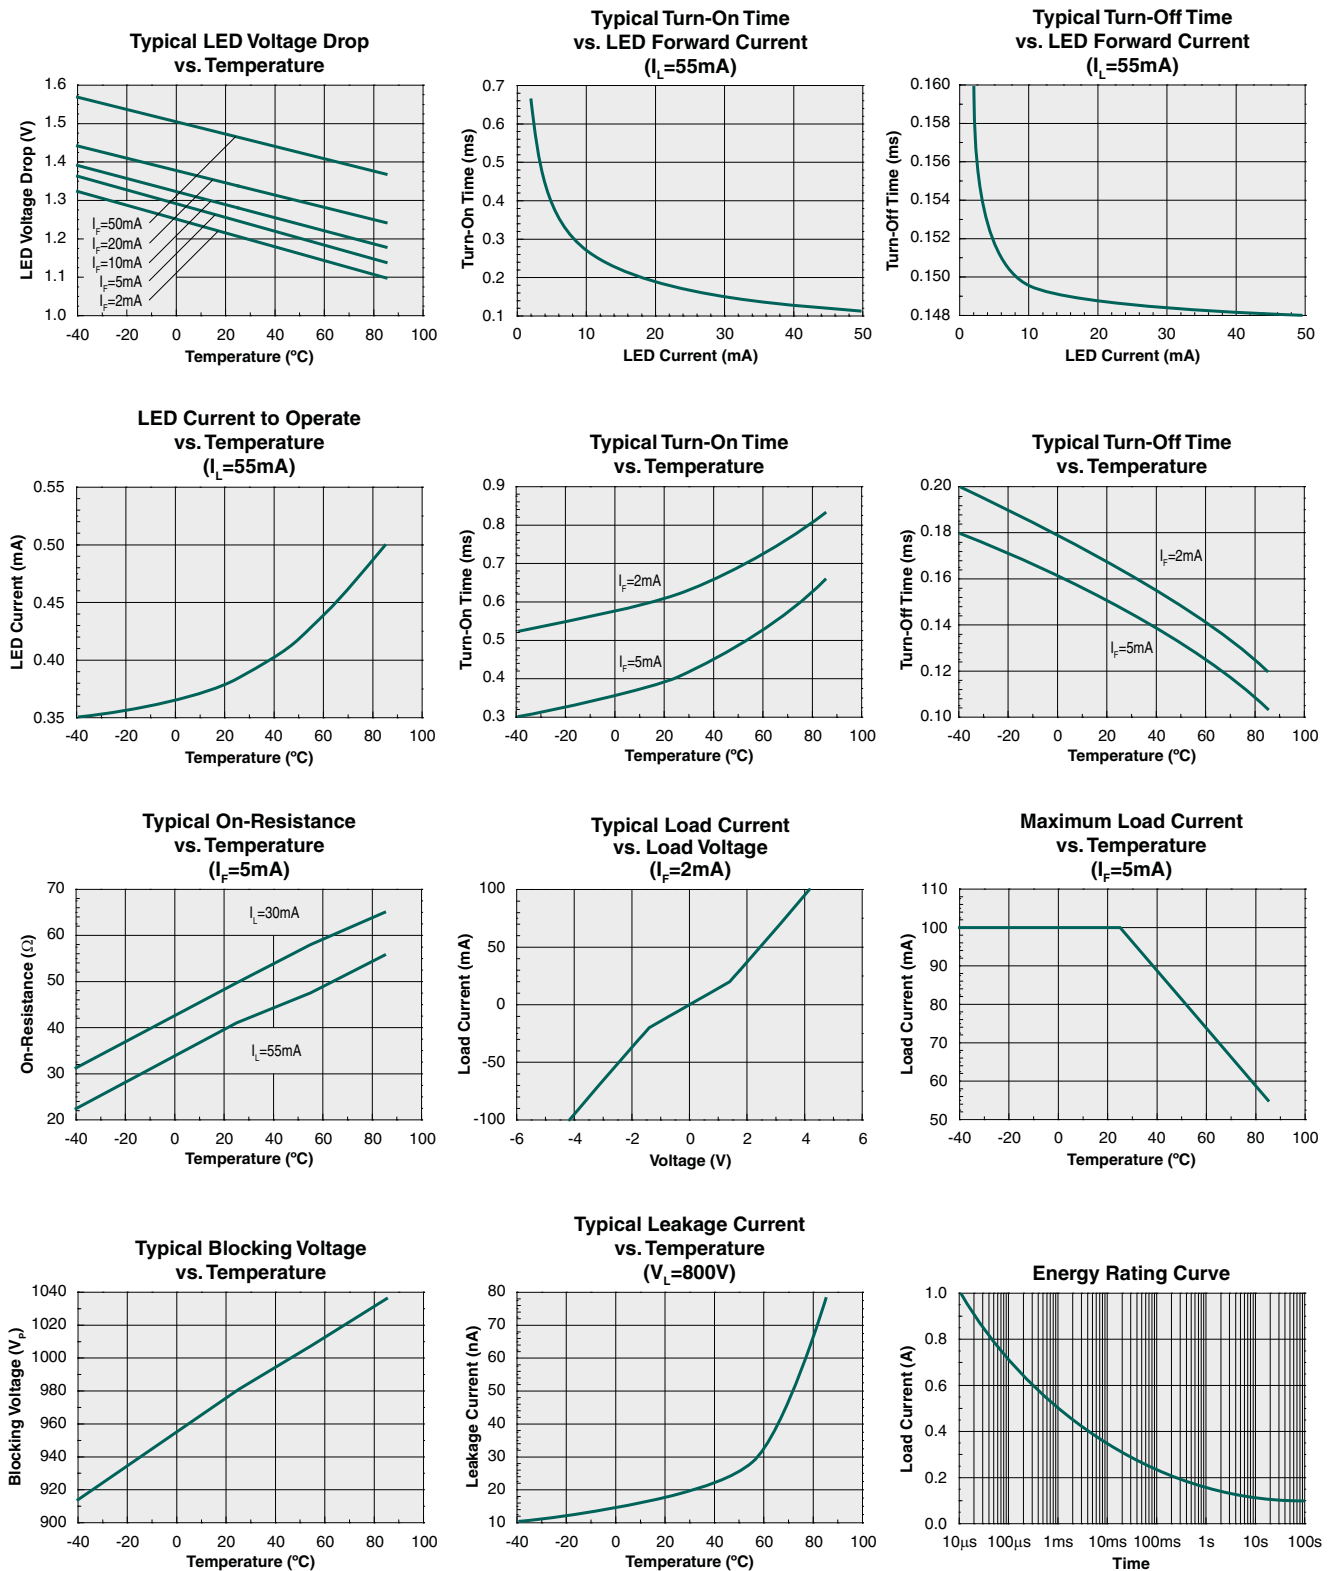 Typical LED Voltage Drop
vs. Temperature
LED Voltage Drop (V)
1.6
1.5
1.4
1.3
1.2
1.1
1.0
I_F=50mA
I_F=20mA
I_F=10mA
I_F=5mA
I_F=2mA
-40 -20 0 20 40 60 80 100
Temperature (ºC)
Typical Turn-On Time
vs. LED Forward Current
(I_L=55mA)
Turn-On Time (ms)
0.7
0.6
0.5
0.4
0.3
0.2
0.1
0 10 20 30 40 50
LED Current (mA)
Typical Turn-Off Time
vs. LED Forward Current
(I_L=55mA)
Turn-Off Time (ms)
0.160
0.158
0.156
0.154
0.152
0.150
0.148
0 10 20 30 40 50
LED Current (mA)
LED Current to Operate
vs. Temperature
(I_L=55mA)
LED Current (mA)
0.55
0.50
0.45
0.40
0.35
-40 -20 0 20 40 60 80 100
Temperature (ºC)
Typical Turn-On Time
vs. Temperature
Turn-On Time (ms)
0.9
0.8
0.7
0.6
0.5
0.4
0.3
I_F=2mA
I_F=5mA
-40 -20 0 20 40 60 80 100
Temperature (ºC)
Typical Turn-Off Time
vs. Temperature
Turn-Off Time (ms)
0.20
0.18
0.16
0.14
0.12
0.10
I_F=2mA
I_F=5mA
-40 -20 0 20 40 60 80 100
Temperature (ºC)
Typical On-Resistance
vs. Temperature
(I_F=5mA)
On-Resistance (Ω)
70
60
50
40
30
20
I_L=30mA
I_L=55mA
-40 -20 0 20 40 60 80 100
Temperature (ºC)
Typical Load Current
vs. Load Voltage
(I_F=2mA)
Load Current (mA)
100
50
0
-50
-100
-6 -4 -2 0 2 4 6
Voltage (V)
Maximum Load Current
vs. Temperature
(I_F=5mA)
Load Current (mA)
110
100
90
80
70
60
50
-40 -20 0 20 40 60 80 100
Temperature (ºC)
Typical Blocking Voltage
vs. Temperature
Blocking Voltage (V_P)
1040
1020
1000
980
960
940
920
900
-40 -20 0 20 40 60 80 100
Temperature (ºC)
Typical Leakage Current
vs. Temperature
(V_L=800V)
Leakage Current (nA)
80
70
60
50
40
30
20
10
-40 -20 0 20 40 60 80 100
Temperature (ºC)
Energy Rating Curve
Load Current (A)
1.0
0.8
0.6
0.4
0.2
0.0
10µs 100µs 1ms 10ms 100ms 1s 10s 100s
Time